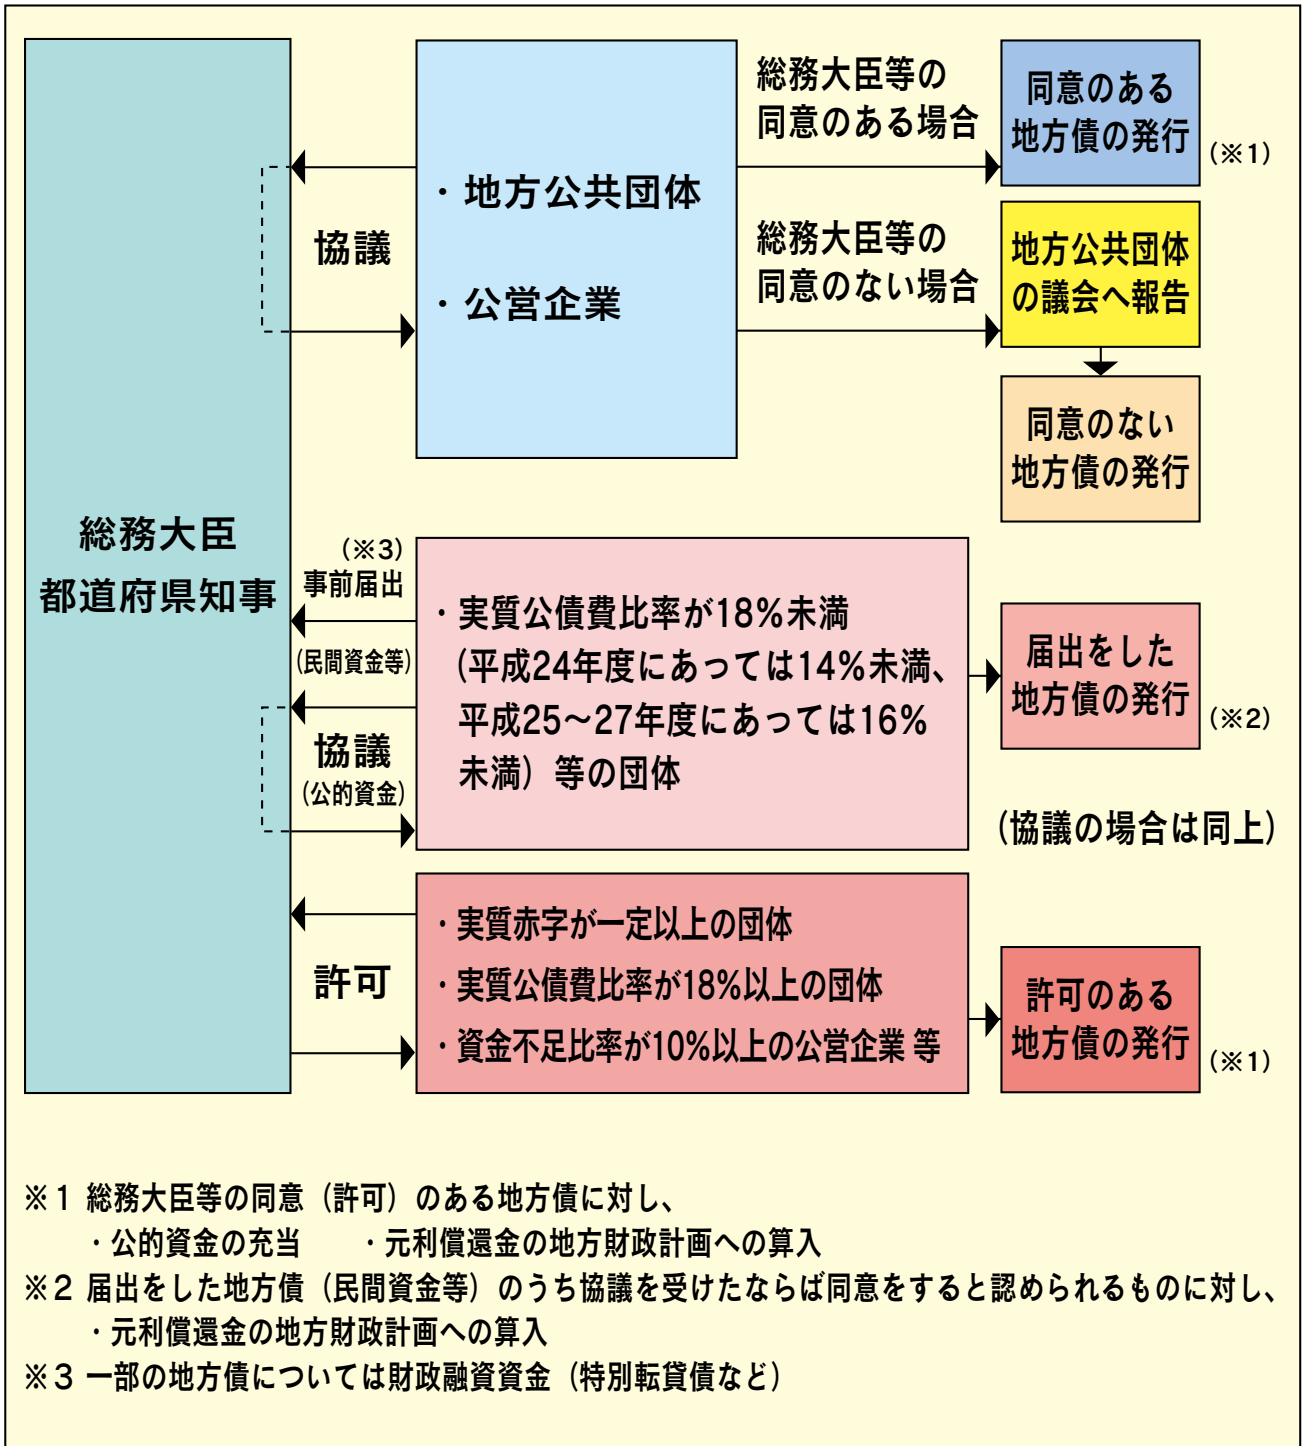 総務大臣
都道府県知事
協議
・地方公共団体
・公営企業
総務大臣等の
同意のある場合
同意のある
地方債の発行
(※1)
総務大臣等の
同意のない場合
地方公共団体
の議会へ報告
同意のない
地方債の発行
(※3)
事前届出
(民間資金等)
協議
(公的資金)
・実質公債費比率が18%未満
(平成24年度にあっては14%未満、
平成25～27年度にあっては16%
未満）等の団体
届出をした
地方債の発行
(※2)
(協議の場合は同上)
許可
・実質赤字が一定以上の団体
・実質公債費比率が18%以上の団体
・資金不足比率が10%以上の公営企業 等
許可のある
地方債の発行
(※1)
※１ 総務大臣等の同意（許可）のある地方債に対し、
・公的資金の充当　・元利償還金の地方財政計画への算入
※２ 届出をした地方債（民間資金等）のうち協議を受けたならば同意をすると認められるものに対し、
・元利償還金の地方財政計画への算入
※３ 一部の地方債については財政融資資金（特別転貸債など）